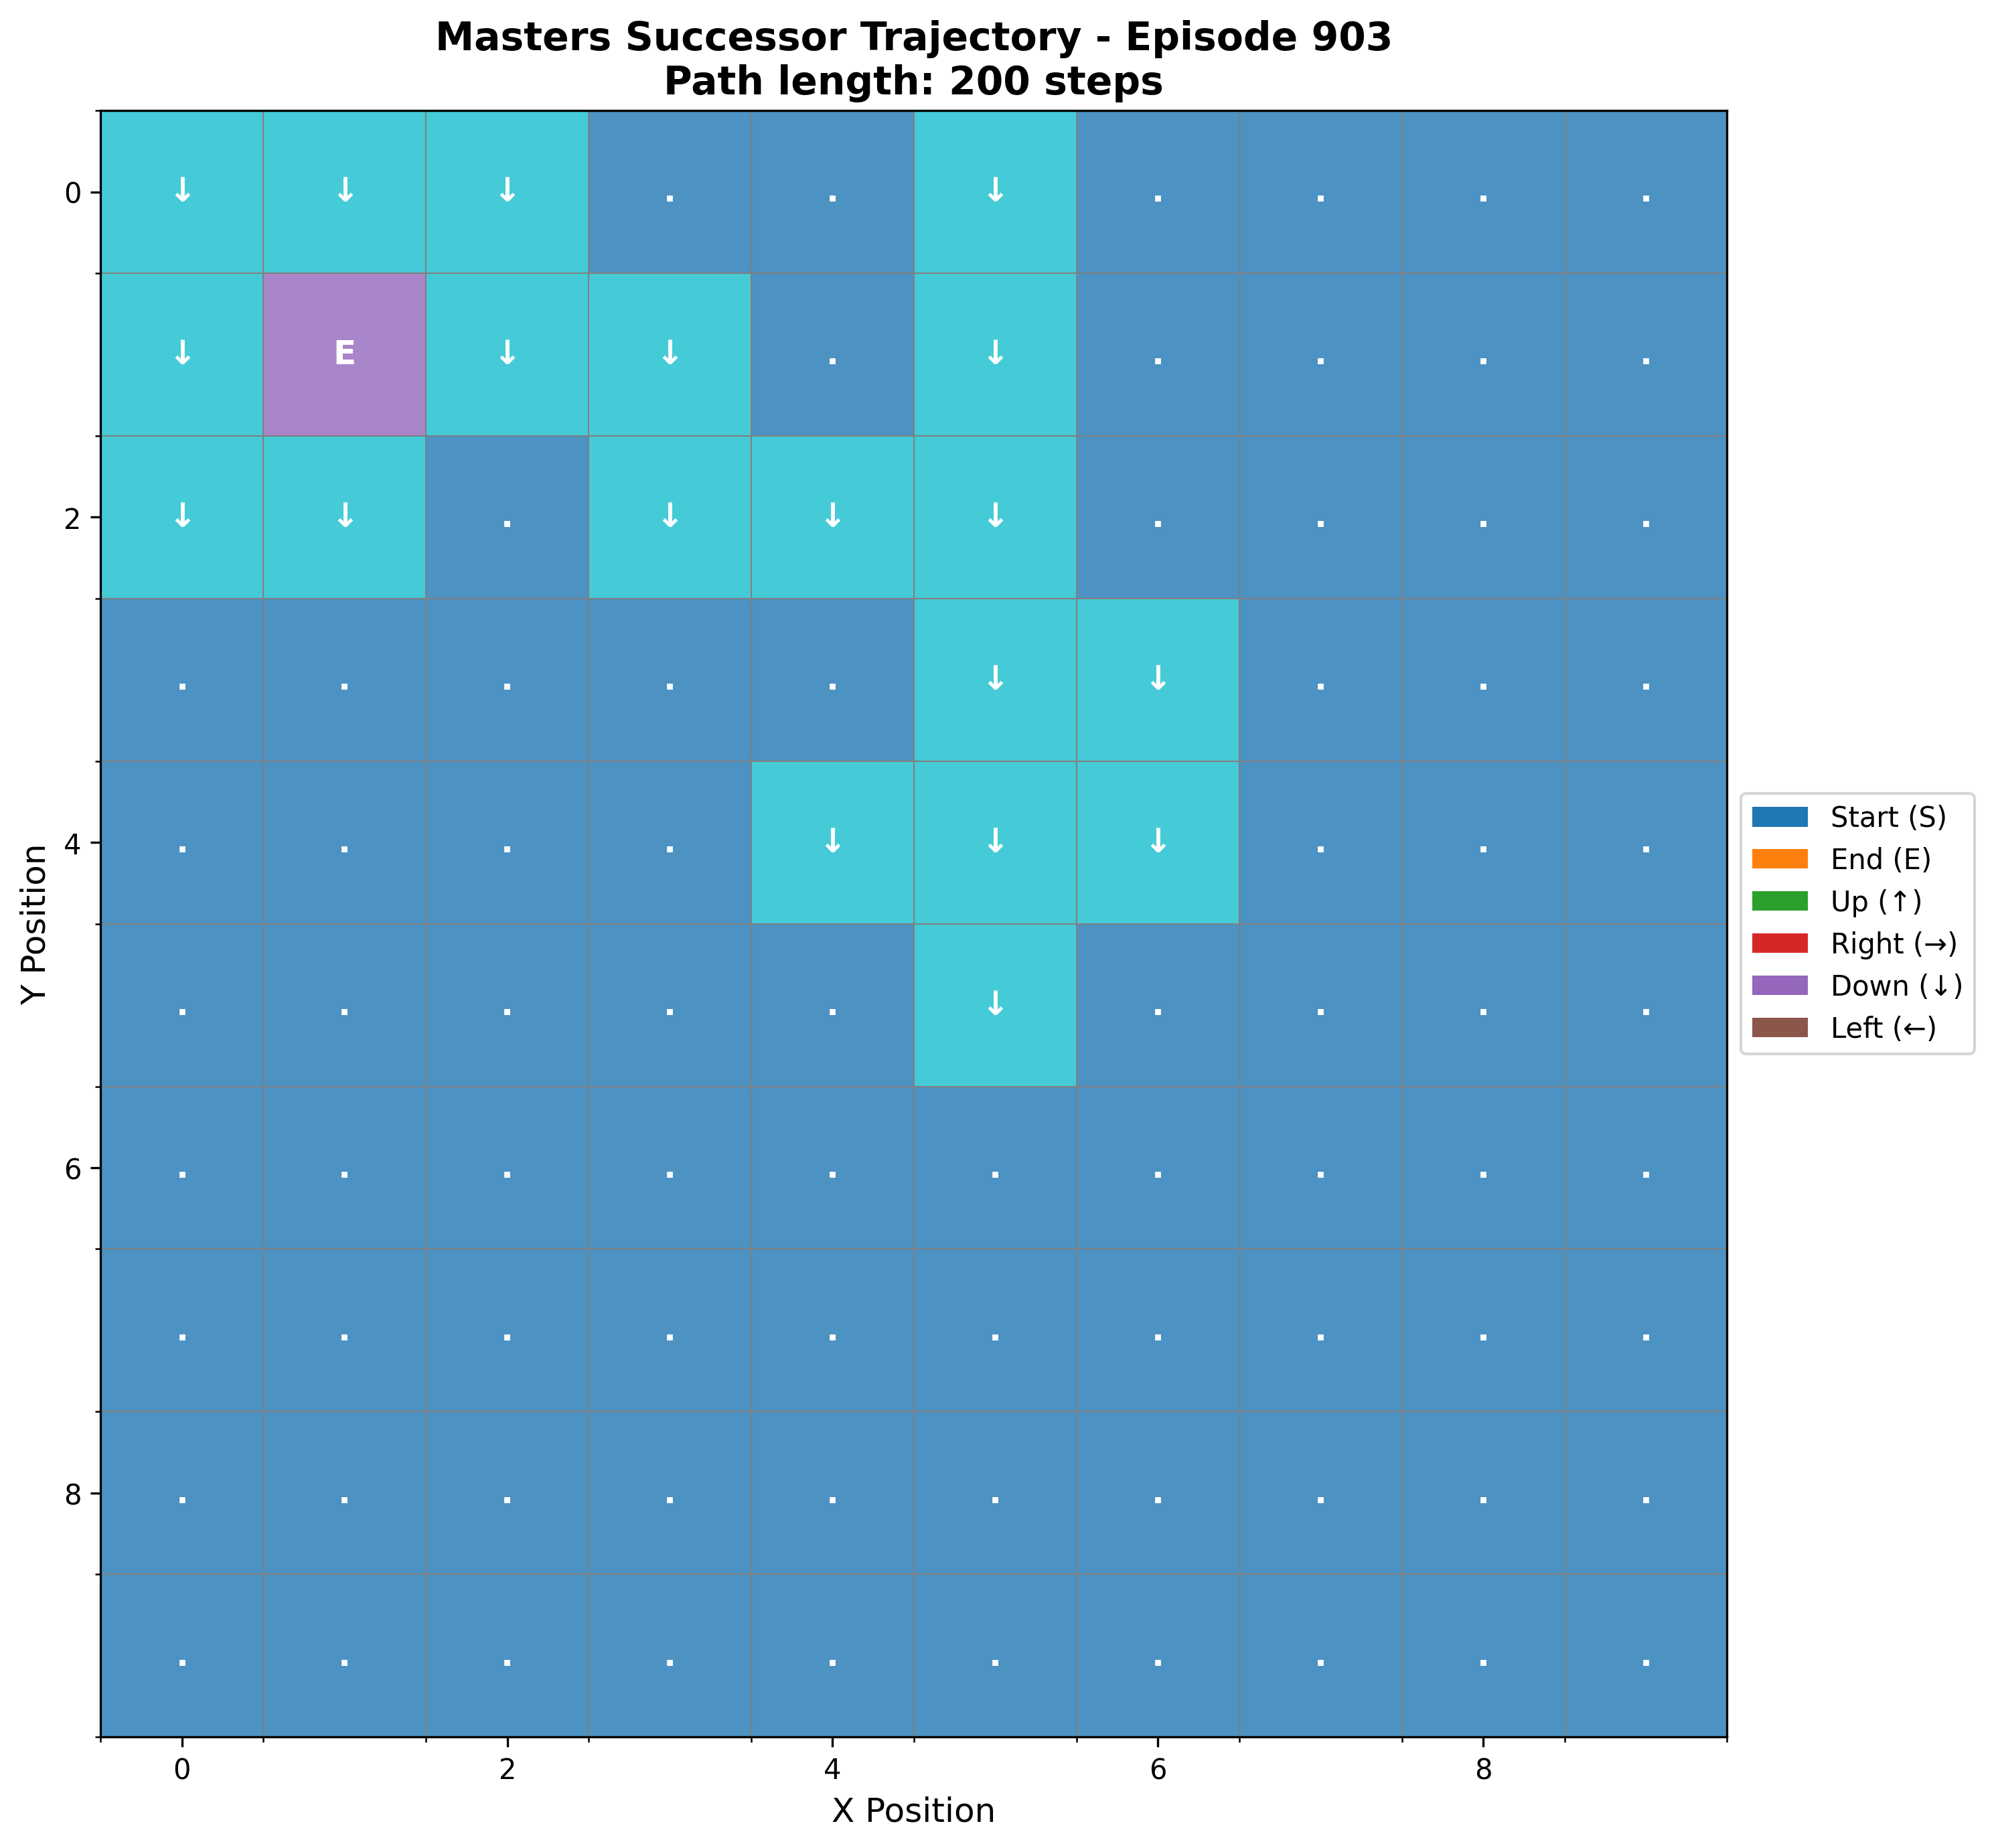 Masters Successor Trajectory - Episode 903
Path length: 200 steps
0 ↓ ↓ ↓ . . ↓ . . . .
↓ E ↓ ↓ . ↓ . . . .
2 ↓ ↓ . ↓ ↓ ↓ . . . .
. . . . . ↓ ↓ . . .
4 . . . . ↓ ↓ ↓ . . .
. . . . . ↓ . . . .
6 . . . . . . . . . .
. . . . . . . . . .
8 . . . . . . . . . .
. . . . . . . . . .
0 2 4 6 8
X Position
Y Position
Start (S)
End (E)
Up (↑)
Right (→)
Down (↓)
Left (←)